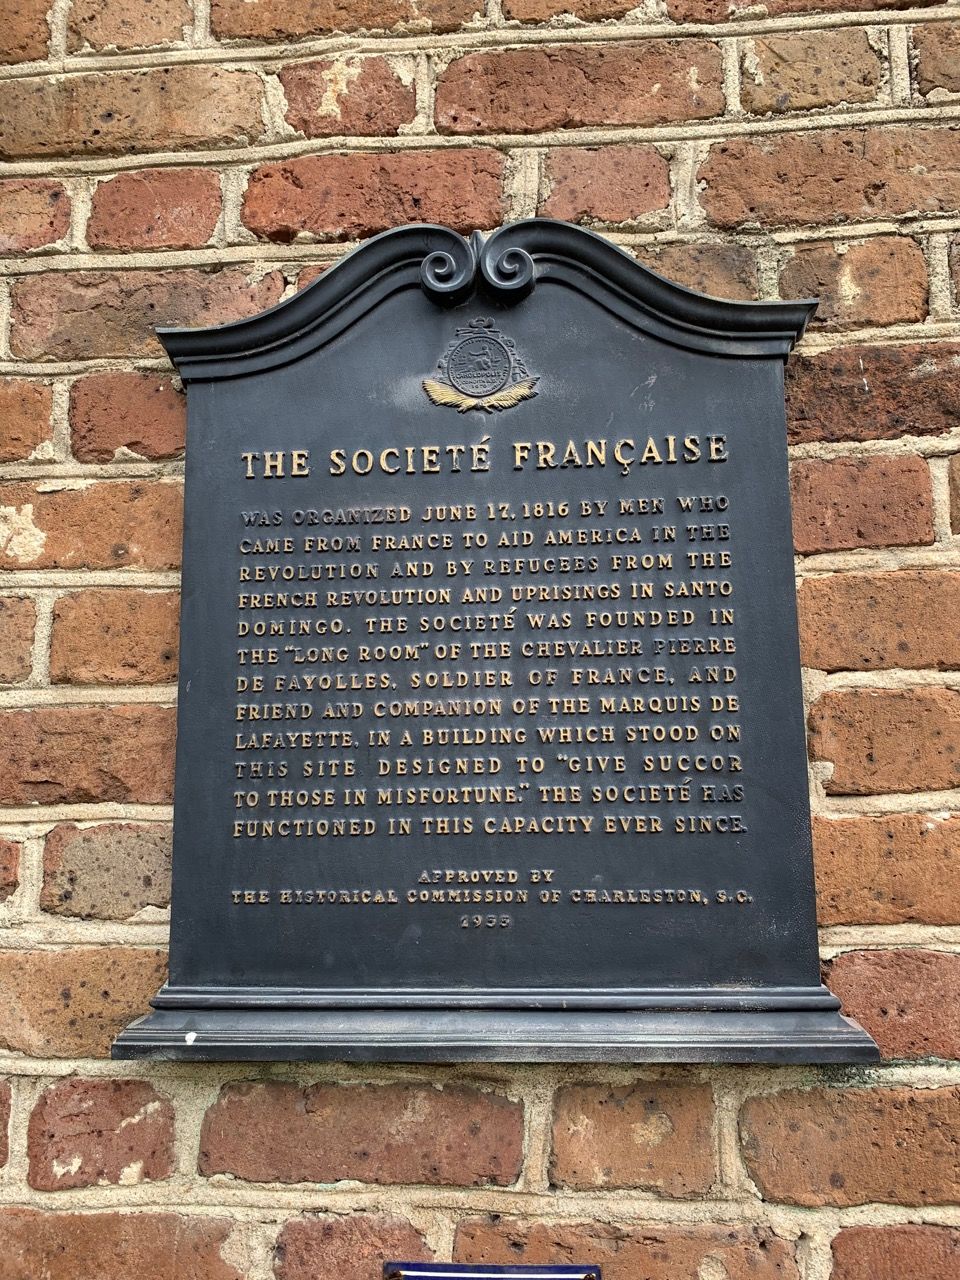 CAROLOPOLIS
THE SOCIETÉ FRANÇAISE
WAS ORGANIZED JUNE 17, 1816 BY MEN WHO
CAME FROM FRANCE TO AID AMERICA IN THE
REVOLUTION AND BY REFUGEES FROM THE
FRENCH REVOLUTION AND UPRISINGS IN SANTO
DOMINGO. THE SOCIETÉ WAS FOUNDED IN
THE "LONG ROOM" OF THE CHEVALIER PIERRE
DE FAYOLLES, SOLDIER OF FRANCE, AND
FRIEND AND COMPANION OF THE MARQUIS DE
LAFAYETTE, IN A BUILDING WHICH STOOD ON
THIS SITE, DESIGNED TO "GIVE SUCCOR
TO THOSE IN MISFORTUNE." THE SOCIETÉ HAS
FUNCTIONED IN THIS CAPACITY EVER SINCE.
APPROVED BY
THE HISTORICAL COMMISSION OF CHARLESTON, S.C.
1955